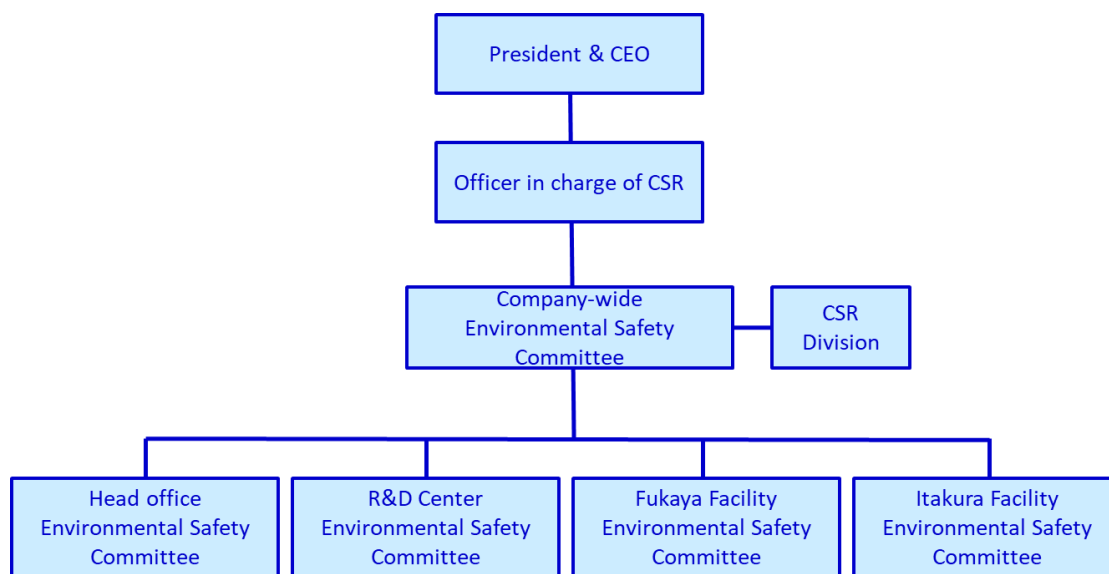 President & CEO
Officer in charge of CSR
Company-wide
Environmental Safety
Committee
CSR
Division
Head office
Environmental Safety
Committee
R&D Center
Environmental Safety
Committee
Fukaya Facility
Environmental Safety
Committee
Itakura Facility
Environmental Safety
Committee